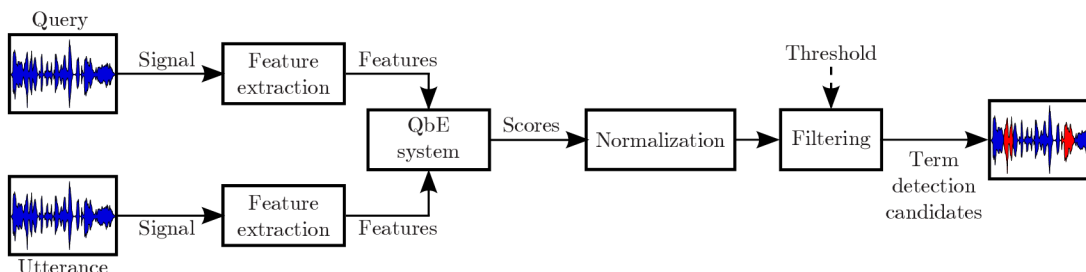 Query
Signal
Feature
extraction
Features
QbE
system
Scores
Normalization
Threshold
Filtering
Term
detection
candidates
Signal
Feature
extraction
Features
Utterance